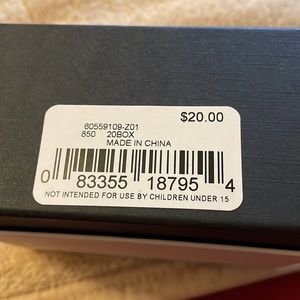 $20.00
60559109-Z01
850 20BOX
MADE IN CHINA
0 83355 18795 4
NOT INTENDED FOR USE BY CHILDREN UNDER 15